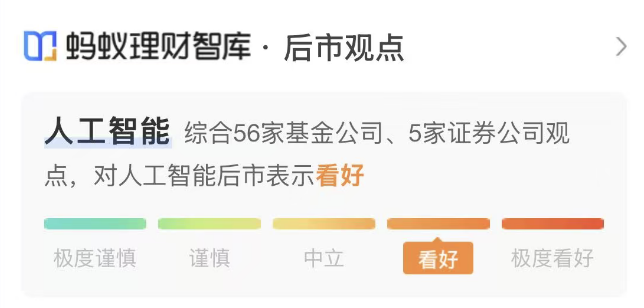 蚂蚁理财智库 · 后市观点
人工智能 综合56家基金公司、5家证券公司观
点，对人工智能后市表示看好
极度谨慎 谨慎 中立 看好 极度看好